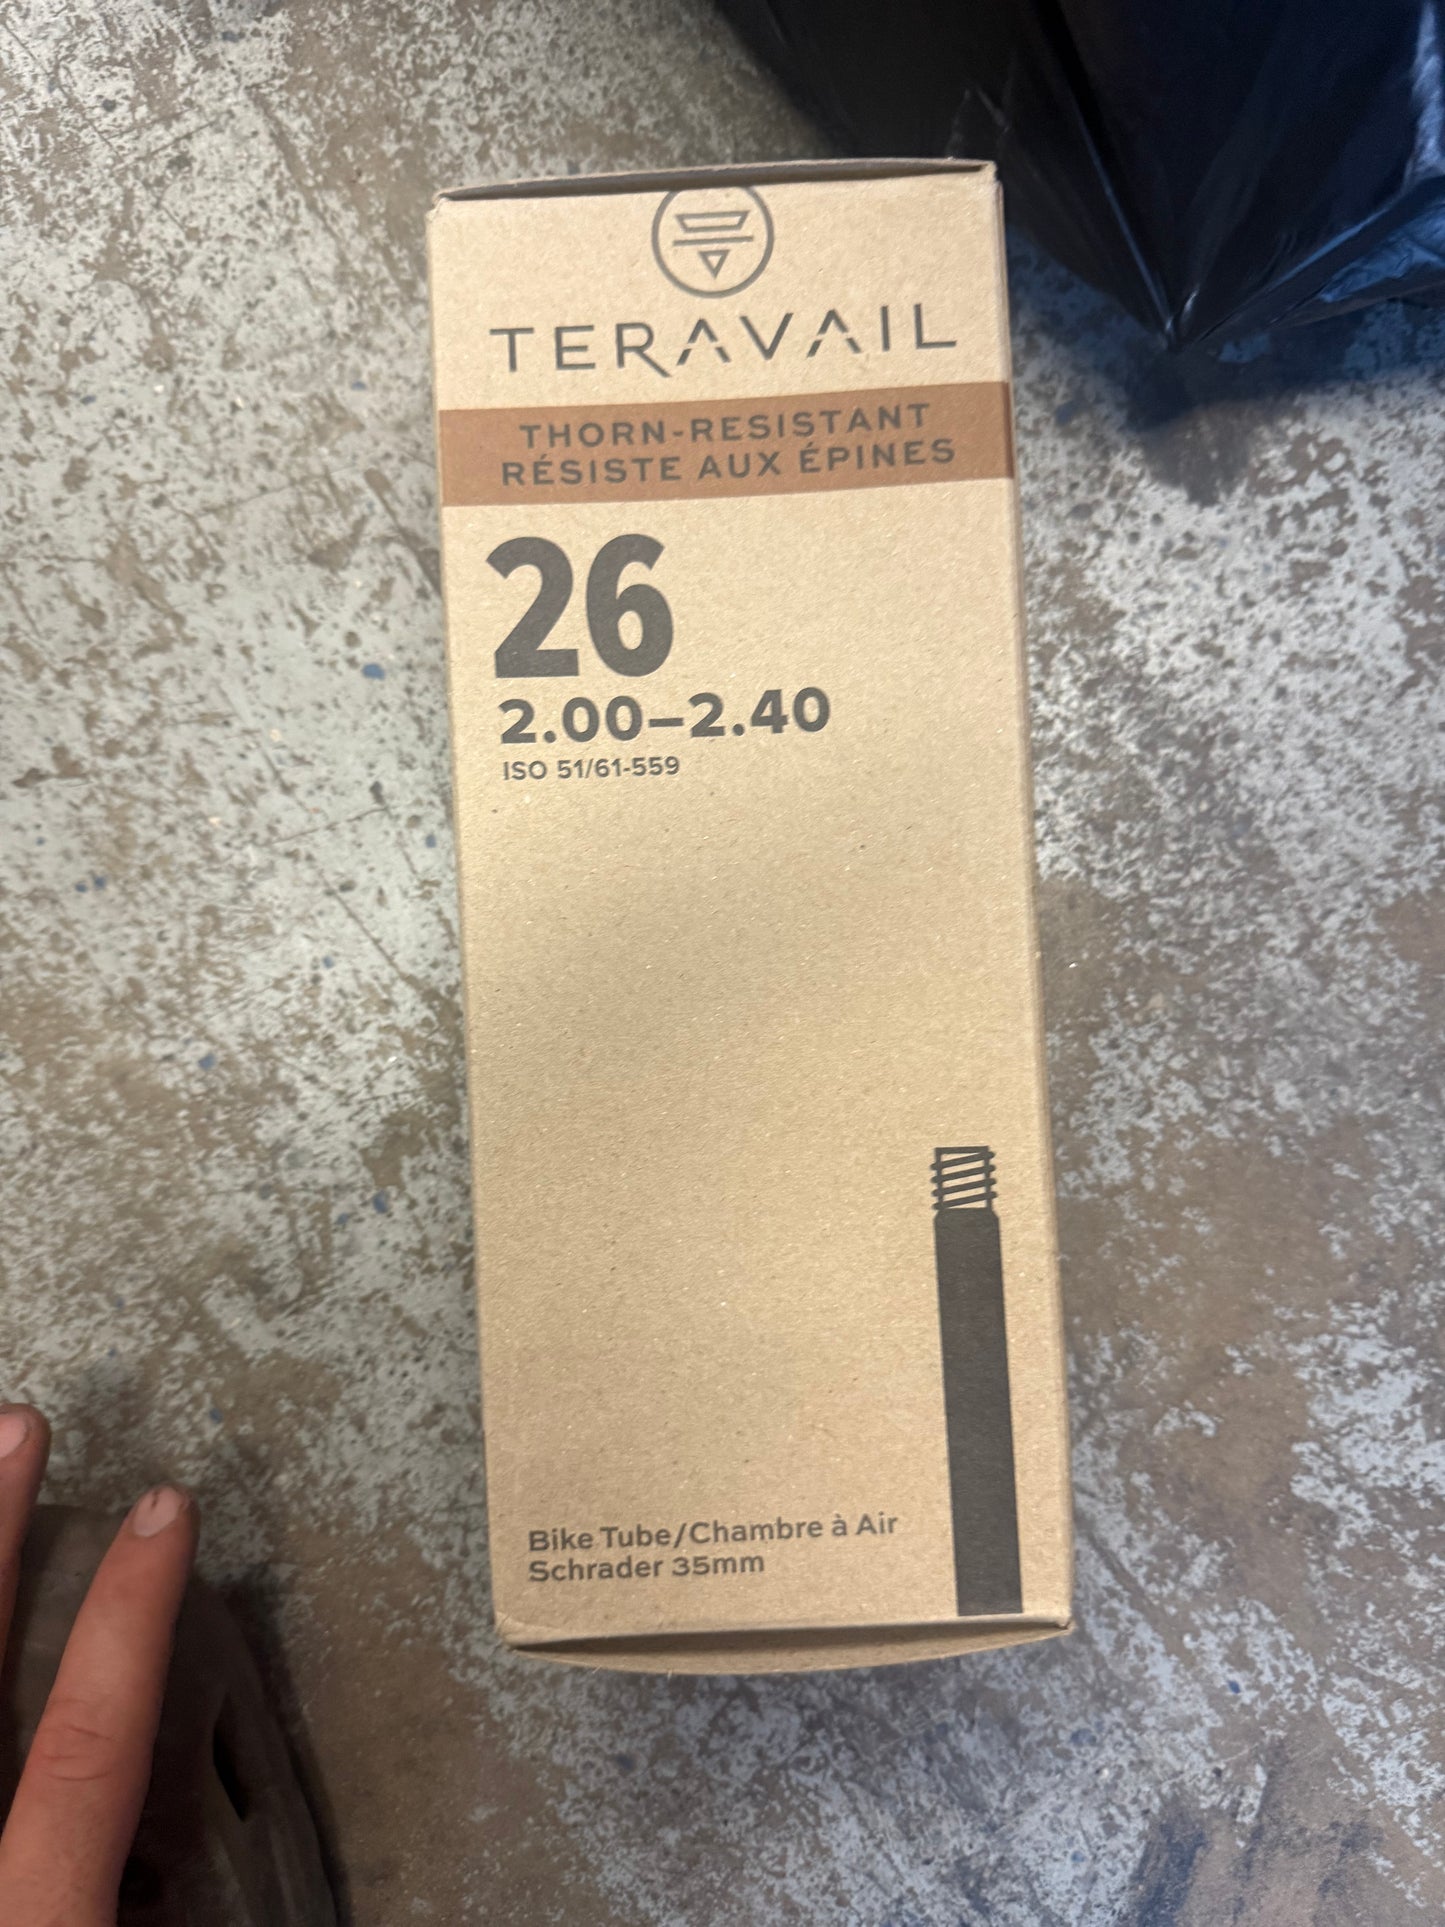 TERAVAIL
THORN-RESISTANT
RÉSISTE AUX ÉPINES
26
2.00–2.40
ISO 51/61-559
Bike Tube/Chambre à Air
Schrader 35mm